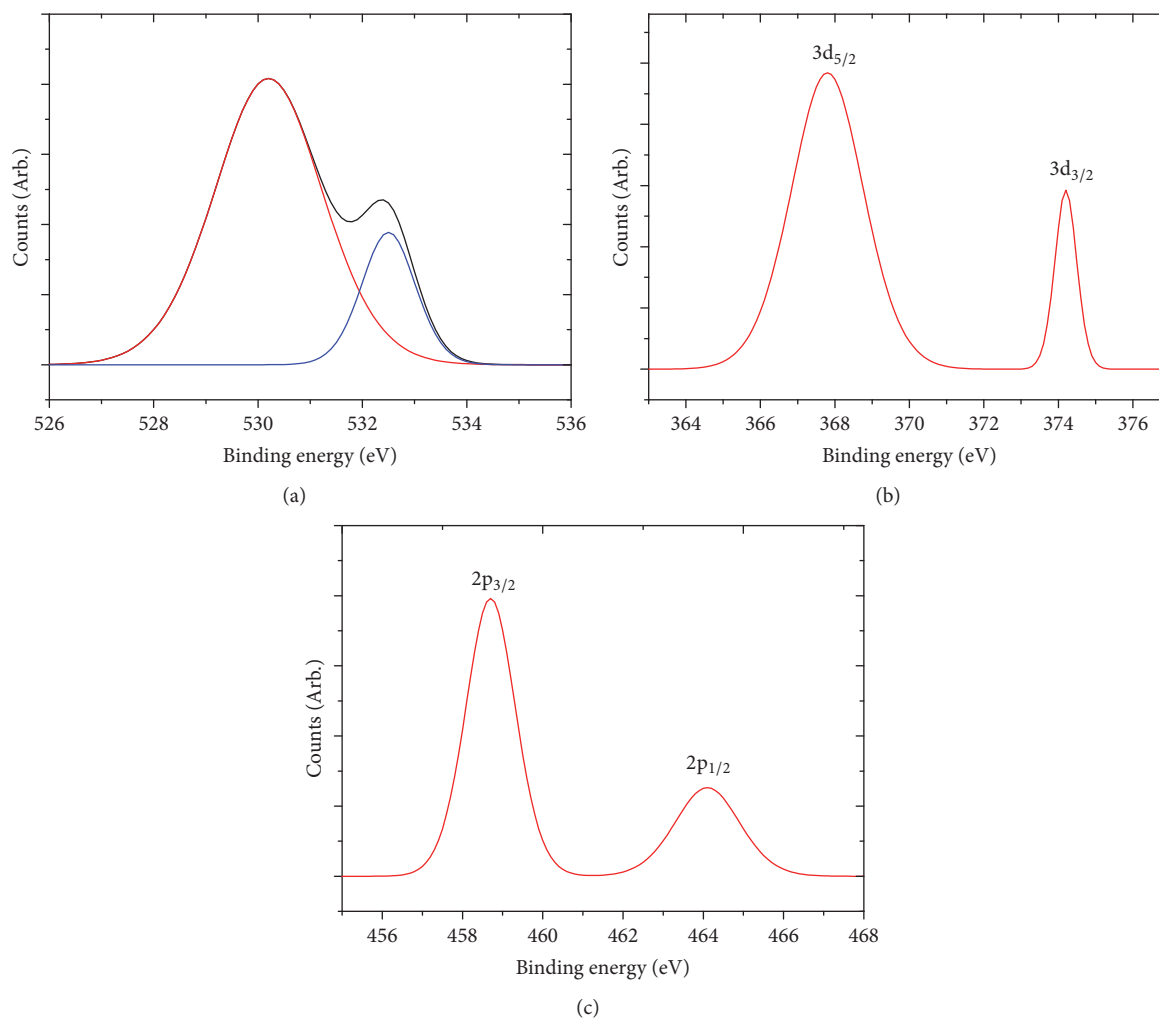 Counts (Arb.)
526 528 530 532 534 536
Binding energy (eV)
(a)
3d5/2
3d3/2
Counts (Arb.)
364 366 368 370 372 374 376
Binding energy (eV)
(b)
2p3/2
2p1/2
Counts (Arb.)
456 458 460 462 464 466 468
Binding energy (eV)
(c)